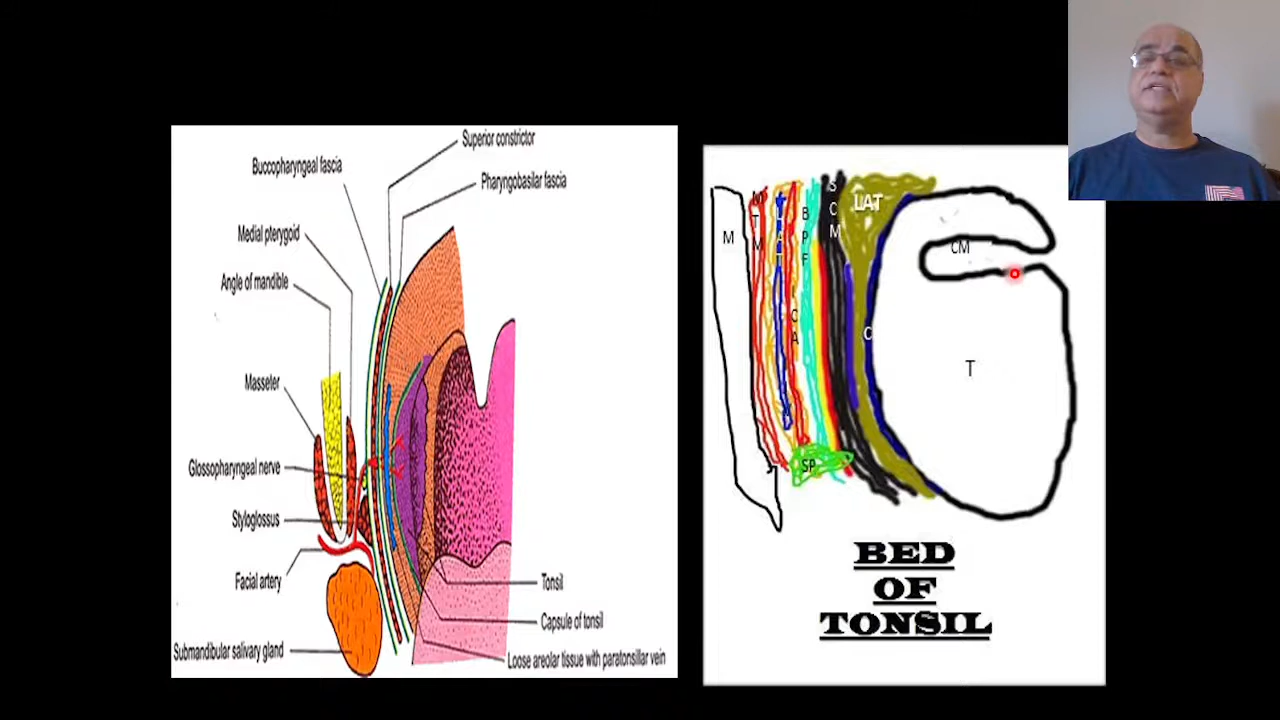 Superior constrictor
Buccopharyngeal fascia
Pharyngobasilar fascia
Medial pterygoid
Angle of mandible
Masseter
Glossopharyngeal nerve
Styloglossus
Facial artery
Tonsil
Capsule of tonsil
Submandibular salivary gland
Loose areolar tissue with paratonsillar vein
M
M
T
M
L
A
T
I
C
A
B
P
F
S
C
M
LAT
CM
C
T
SP
BED
OF
TONSIL